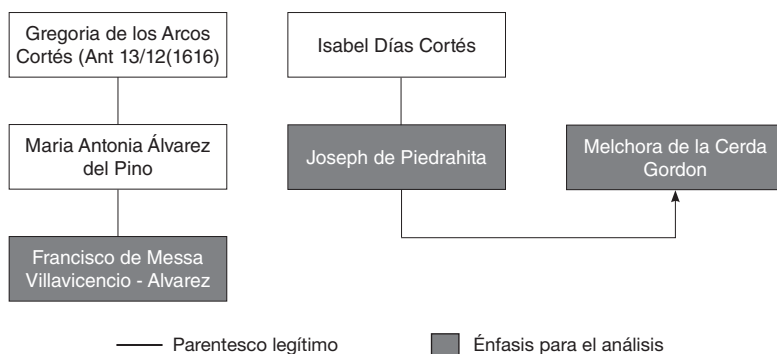 Gregoria de los Arcos
Cortés (Ant 13/12(1616)
Isabel Días Cortés
Maria Antonia Álvarez
del Pino
Joseph de Piedrahita
Melchora de la Cerda
Gordon
Francisco de Messa
Villavicencio - Alvarez
Parentesco legítimo
Énfasis para el análisis